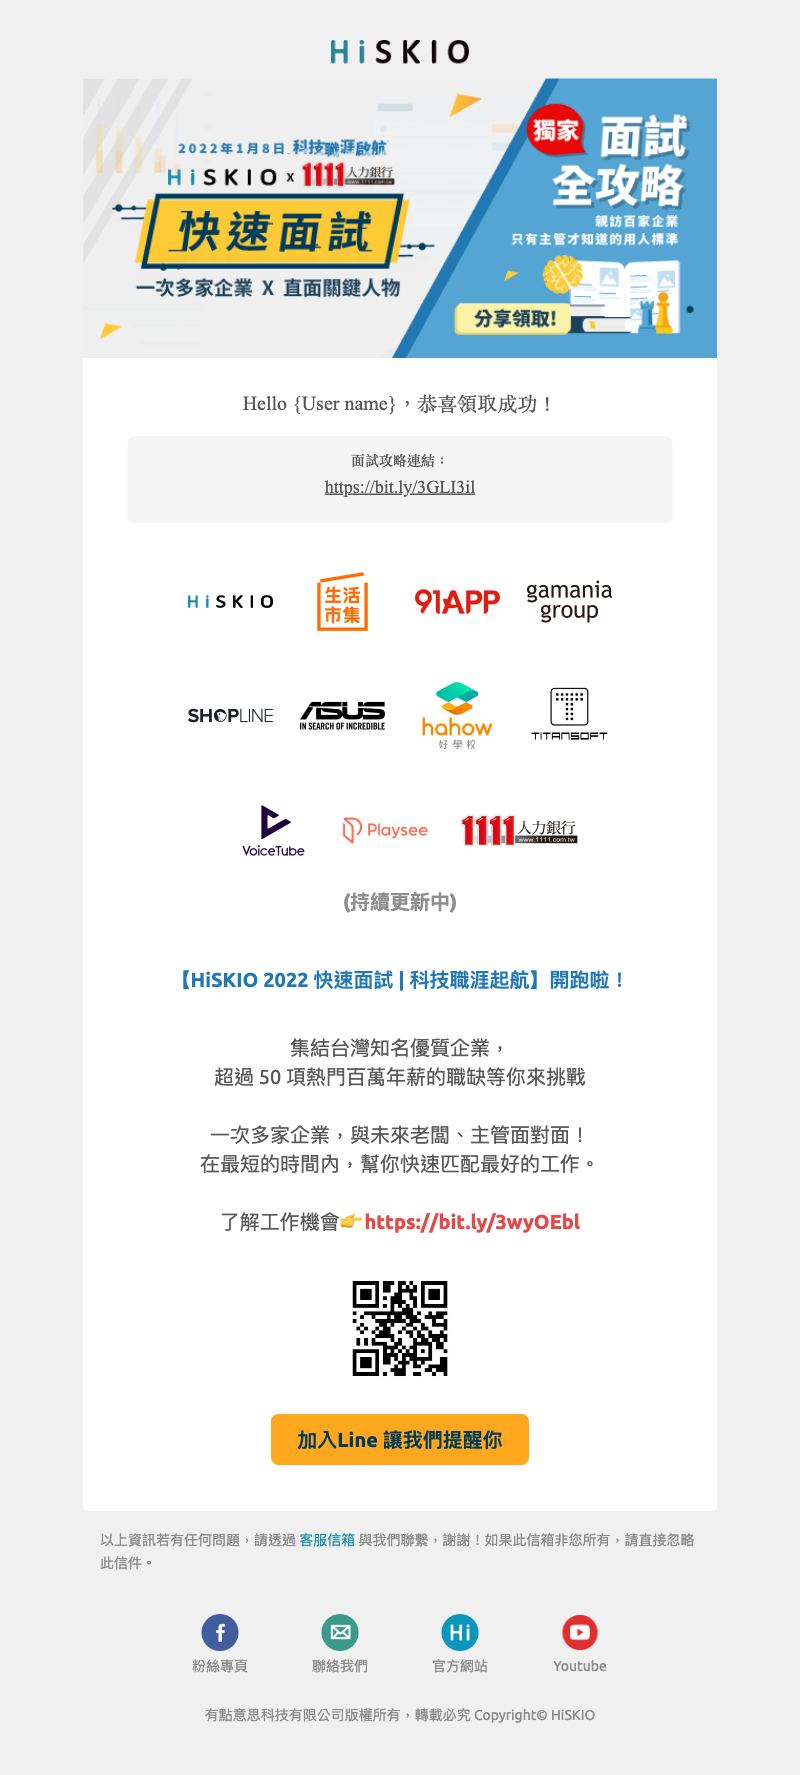 HiSKIO
2022年1月8日 科技職涯啟航
HiSKIO x 1111人力銀行
www.1111.com.tw
快速面試
一次多家企業 X 直面關鍵人物
獨家
面試
全攻略
親訪百家企業
只有主管才知道的用人標準
分享領取!
Hello {User name}，恭喜領取成功！
面試攻略連結：
https://bit.ly/3GLI3il
HiSKIO
生活
市集
91APP
gamania
group
SHOPLINE
ASUS
IN SEARCH OF INCREDIBLE
hahow
好學校
T
TITANSOFT
VoiceTube
Playsee
1111人力銀行
www.1111.com.tw
(持續更新中)
【HiSKIO 2022 快速面試 | 科技職涯起航】開跑啦！
集結台灣知名優質企業，
超過 50 項熱門百萬年薪的職缺等你來挑戰
一次多家企業，與未來老闆、主管面對面！
在最短的時間內，幫你快速匹配最好的工作。
了解工作機會👉https://bit.ly/3wyOEbl
加入Line 讓我們提醒你
以上資訊若有任何問題，請透過 客服信箱 與我們聯繫，謝謝！如果此信箱非您所有，請直接忽略
此信件。
Hi
粉絲專頁 聯絡我們 官方網站 Youtube
有點意思科技有限公司版權所有，轉載必究 Copyright© HiSKIO